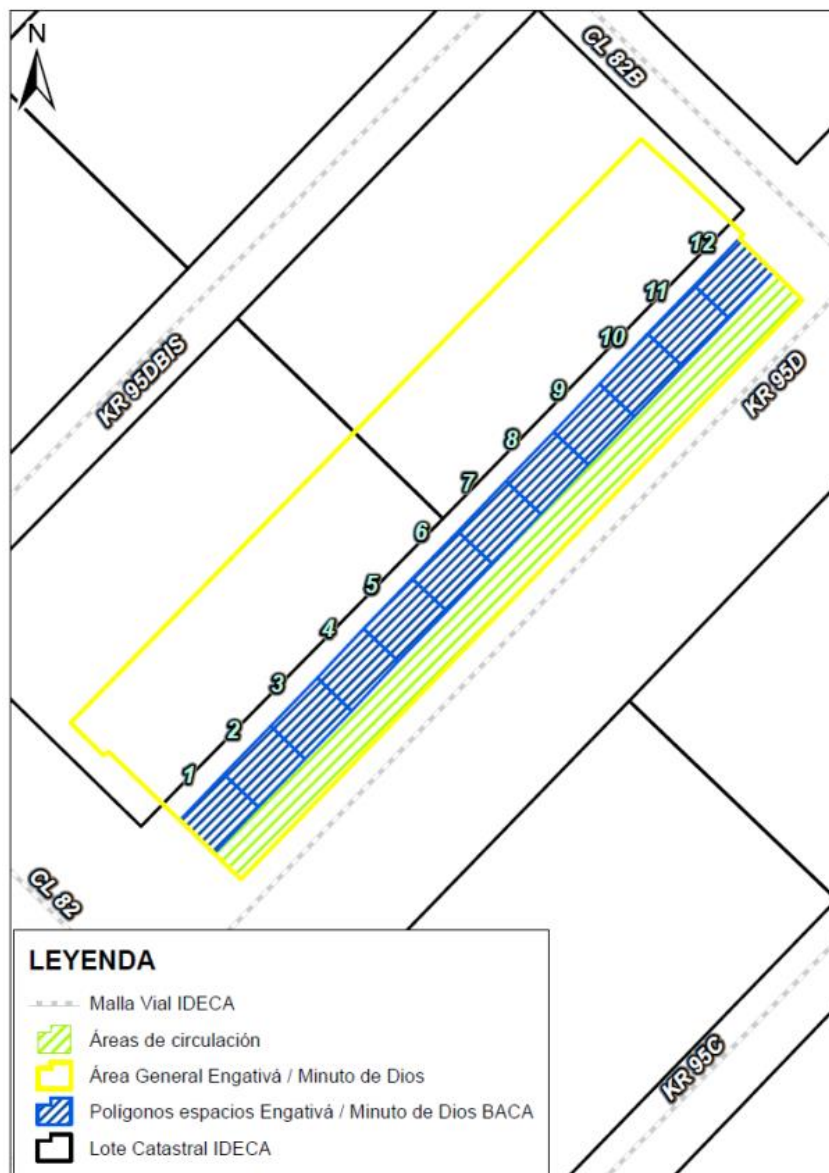 N
CL 82B
KR 95DBIS
KR 95D
12
11
10
9
8
7
6
5
4
3
2
1
CL 82
KR 95C
LEYENDA
Malla Vial IDECA
Áreas de circulación
Área General Engativá / Minuto de Dios
Polígonos espacios Engativá / Minuto de Dios BACA
Lote Catastral IDECA